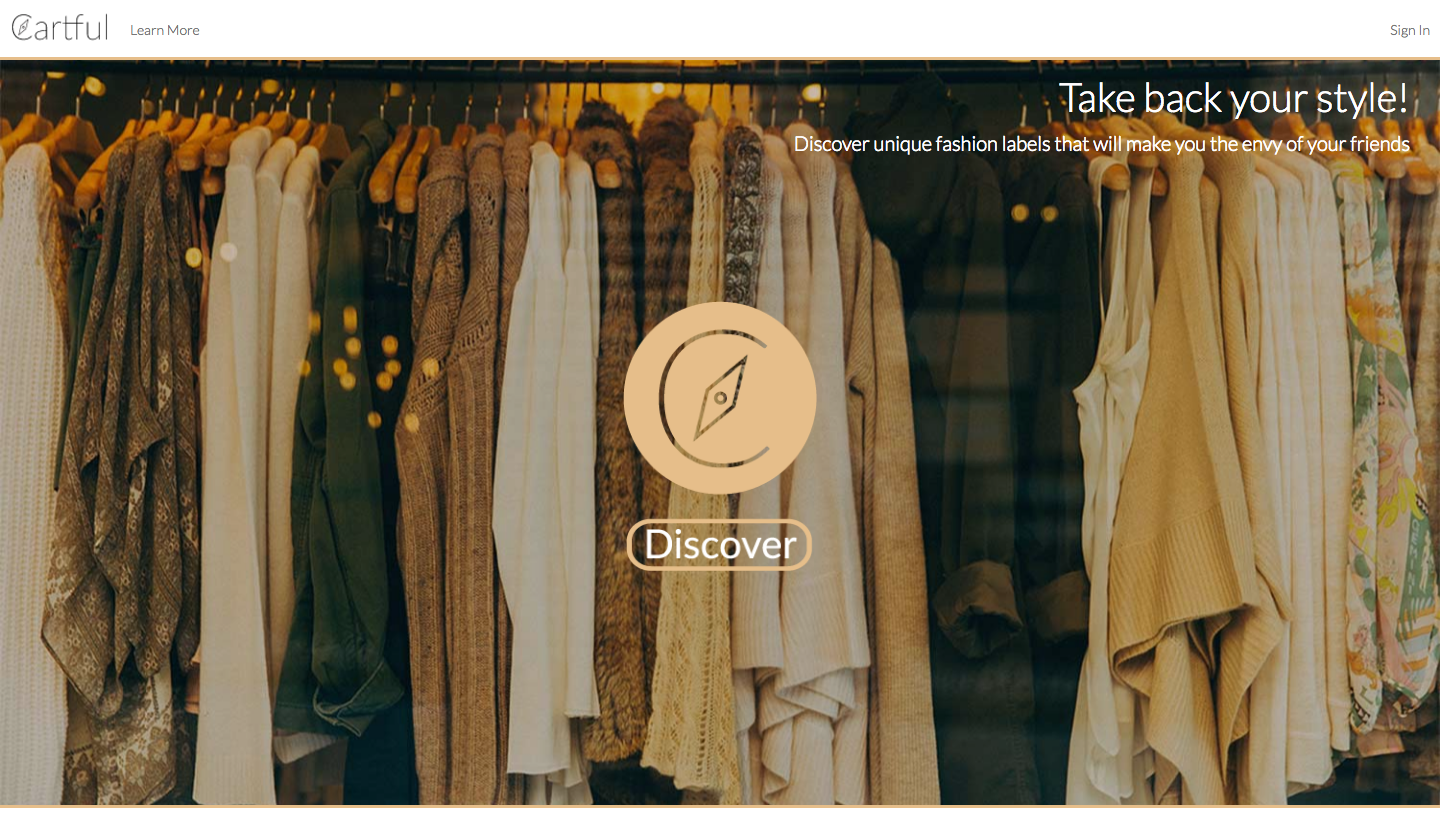 Cartful Learn More Sign In
Take back your style!
Discover unique fashion labels that will make you the envy of your friends
Discover